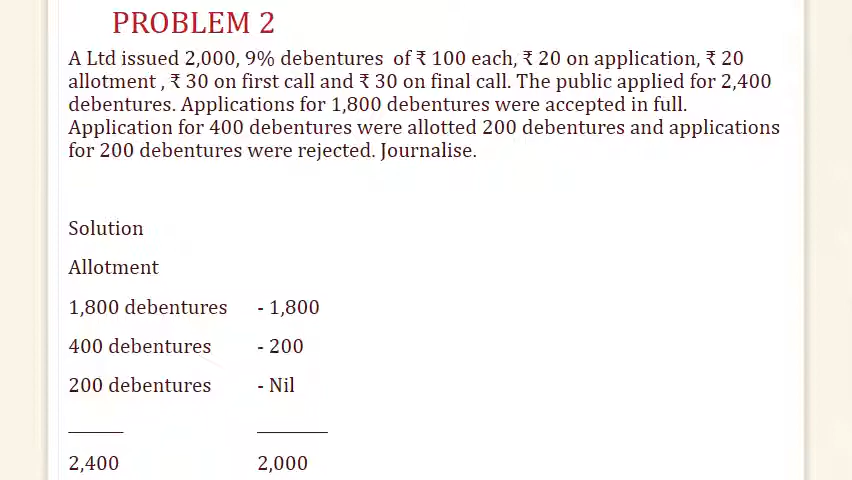 PROBLEM 2
A Ltd issued 2,000, 9% debentures of ₹ 100 each, ₹ 20 on application, ₹ 20
allotment , ₹ 30 on first call and ₹ 30 on final call. The public applied for 2,400
debentures. Applications for 1,800 debentures were accepted in full.
Application for 400 debentures were allotted 200 debentures and applications
for 200 debentures were rejected. Journalise.
Solution
Allotment
1,800 debentures - 1,800
400 debentures - 200
200 debentures - Nil
2,400 2,000